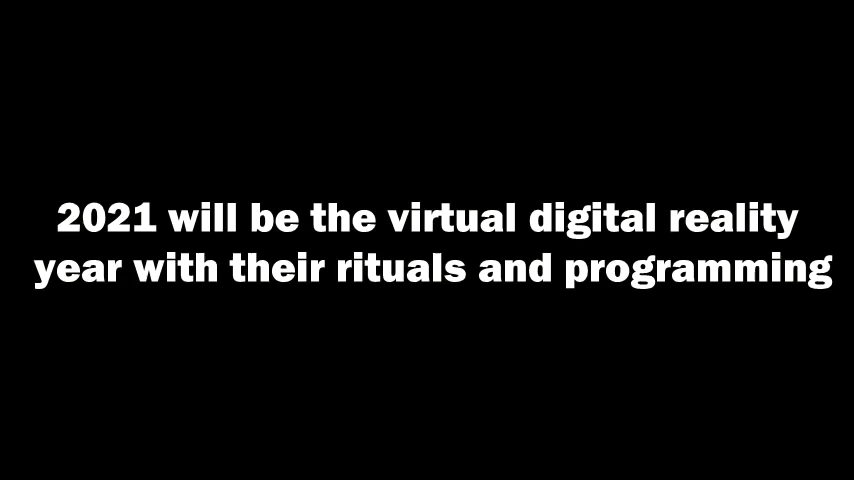 2021 will be the virtual digital reality
year with their rituals and programming